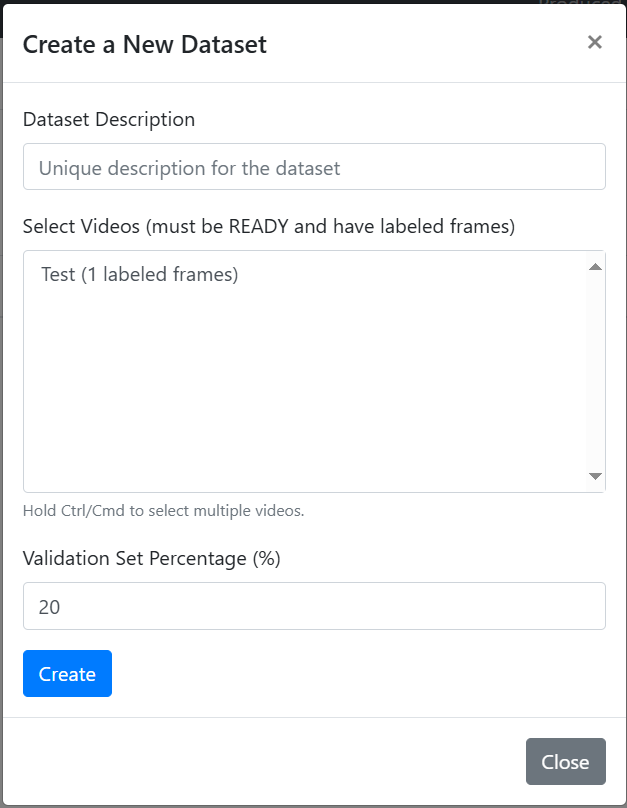 Create a New Dataset
×
Dataset Description
Unique description for the dataset
Select Videos (must be READY and have labeled frames)
Test (1 labeled frames)
Hold Ctrl/Cmd to select multiple videos.
Validation Set Percentage (%)
20
Create
Close